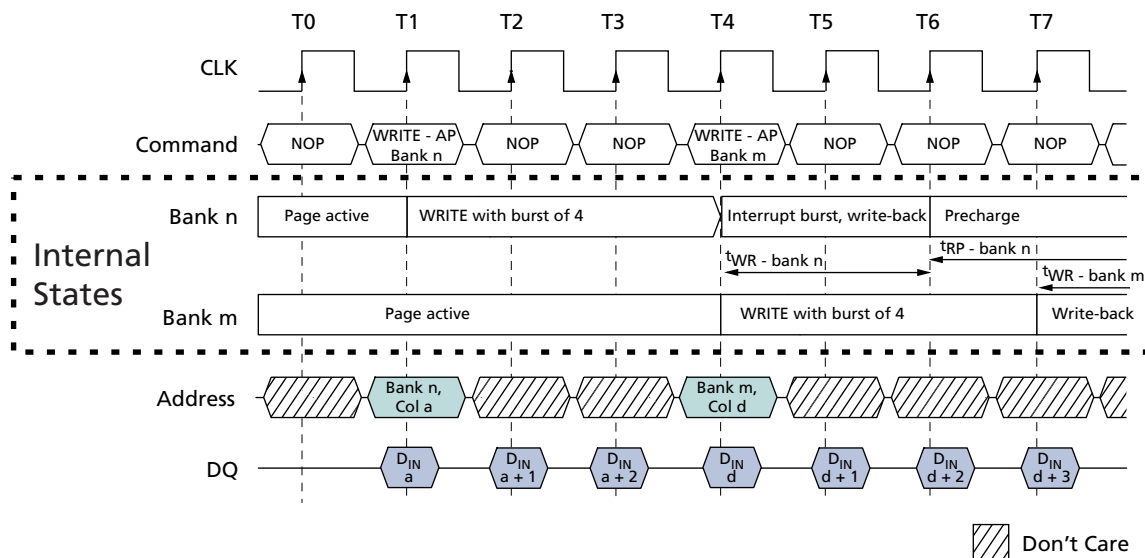 T0 T1 T2 T3 T4 T5 T6 T7
CLK
Command NOP WRITE - AP Bank n NOP NOP WRITE - AP Bank m NOP NOP NOP
Internal States
Bank n Page active WRITE with burst of 4 Interrupt burst, write-back Precharge
tWR - bank n tRP - bank n
tWR - bank m
Bank m Page active WRITE with burst of 4 Write-back
Address Bank n, Col a Bank m, Col d
DQ DIN a DIN a + 1 DIN a + 2 DIN d DIN d + 1 DIN d + 2 DIN d + 3
Don't Care